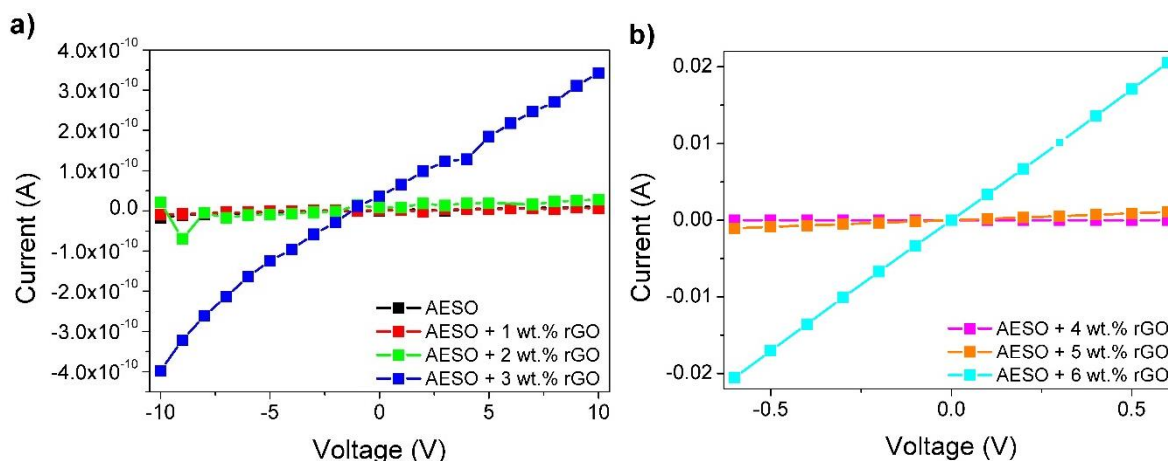 a)
4.0x10⁻¹⁰
3.0x10⁻¹⁰
2.0x10⁻¹⁰
1.0x10⁻¹⁰
0.0
-1.0x10⁻¹⁰
-2.0x10⁻¹⁰
-3.0x10⁻¹⁰
-4.0x10⁻¹⁰
Current (A)
AESO
AESO + 1 wt.% rGO
AESO + 2 wt.% rGO
AESO + 3 wt.% rGO
-10 -5 0 5 10
Voltage (V)
b)
0.02
0.01
0.00
-0.01
-0.02
Current (A)
AESO + 4 wt.% rGO
AESO + 5 wt.% rGO
AESO + 6 wt.% rGO
-0.5 0.0 0.5
Voltage (V)